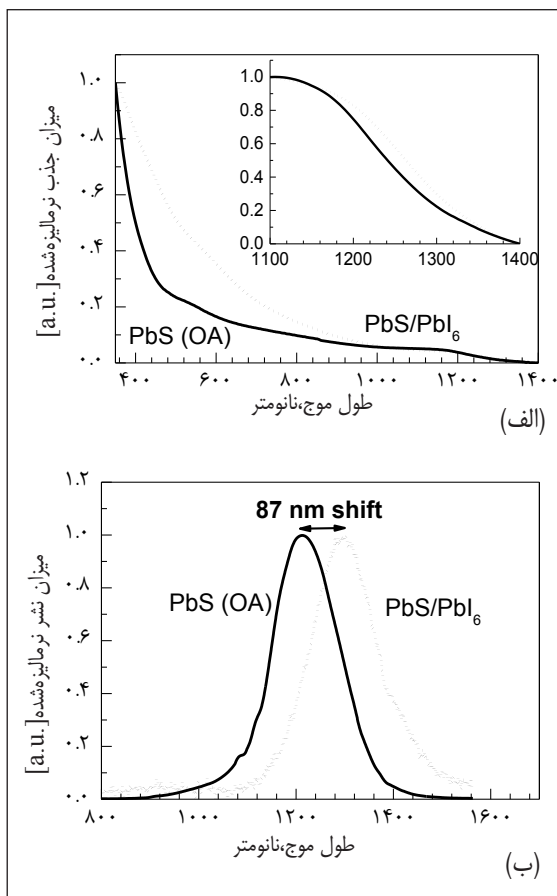 میزان جذب نرمالیزه‌شده [a.u.]
۱.۰
۰.۸
۰.۶
۰.۴
۰.۲
۰.۰
1.0
0.8
0.6
0.4
0.2
0.0
1100 1200 1300 1400
PbS (OA)
PbS/PbI6
۴۰۰ ۶۰۰ ۸۰۰ ۱۰۰۰ ۱۲۰۰ ۱۴۰۰
طول موج،نانومتر
(الف)
میزان نشر نرمالیزه‌شده [a.u.]
۱.۲
۱.۰
۰.۸
۰.۶
۰.۴
۰.۲
۰.۰
87 nm shift
PbS (OA)
PbS/PbI6
۸۰۰ ۱۰۰۰ ۱۲۰۰ ۱۴۰۰ ۱۶۰۰
طول موج،نانومتر
(ب)